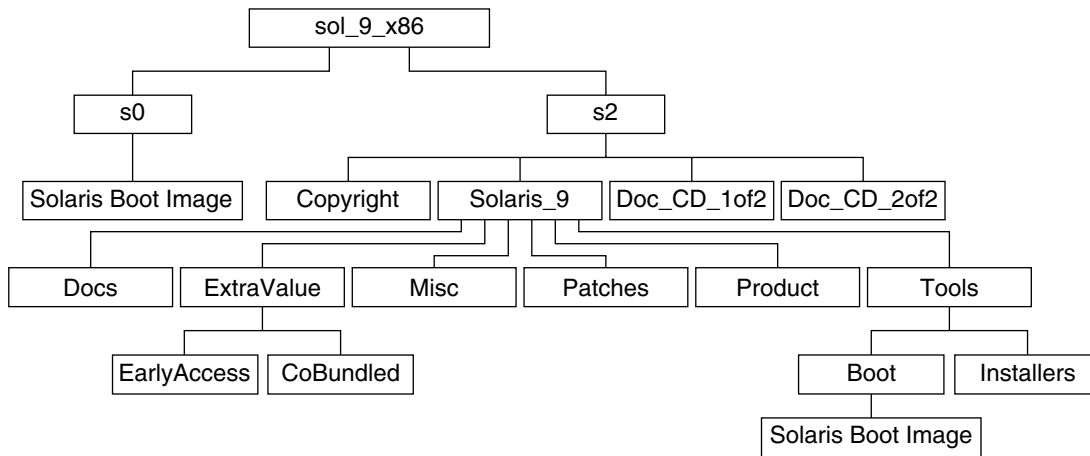 sol_9_x86
s0
s2
Solaris Boot Image
Copyright
Solaris_9
Doc_CD_1of2
Doc_CD_2of2
Docs
ExtraValue
Misc
Patches
Product
Tools
EarlyAccess
CoBundled
Boot
Installers
Solaris Boot Image